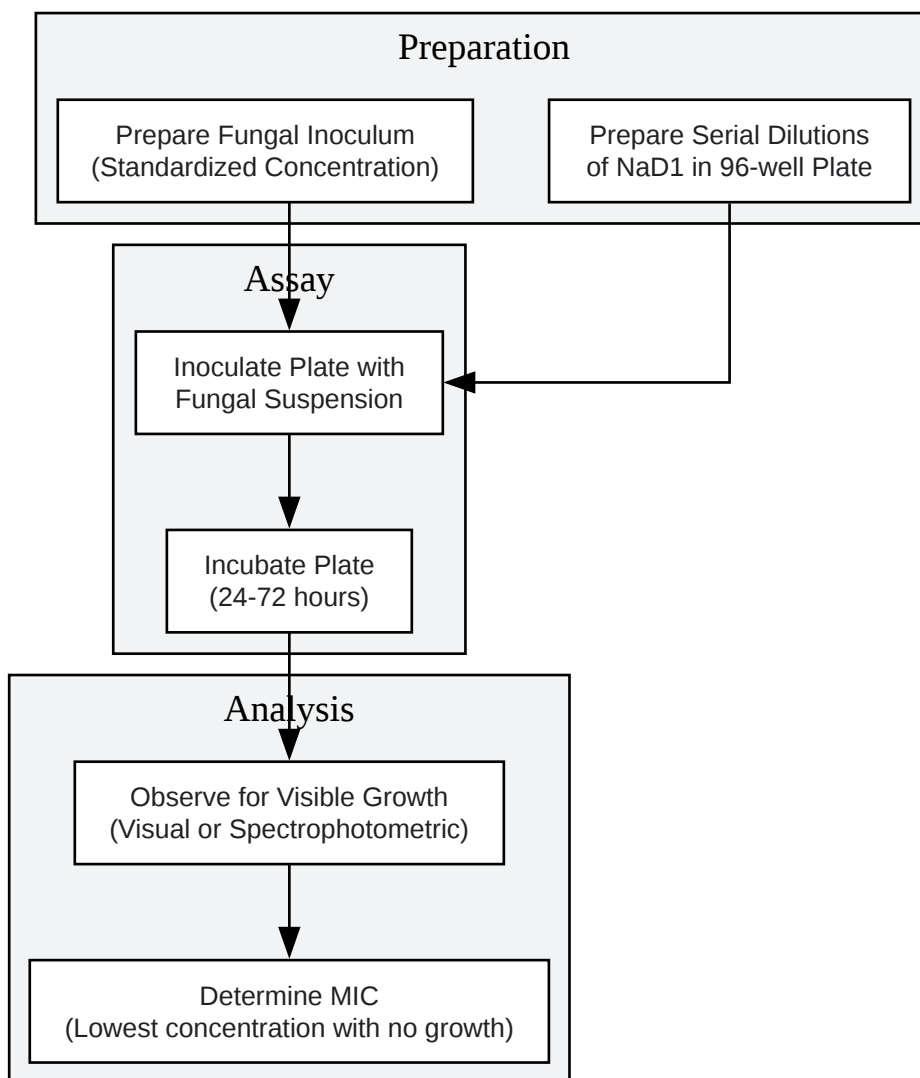 Preparation
Prepare Fungal Inoculum
(Standardized Concentration)
Prepare Serial Dilutions
of NaD1 in 96-well Plate
Assay
Inoculate Plate with
Fungal Suspension
Incubate Plate
(24-72 hours)
Analysis
Observe for Visible Growth
(Visual or Spectrophotometric)
Determine MIC
(Lowest concentration with no growth)